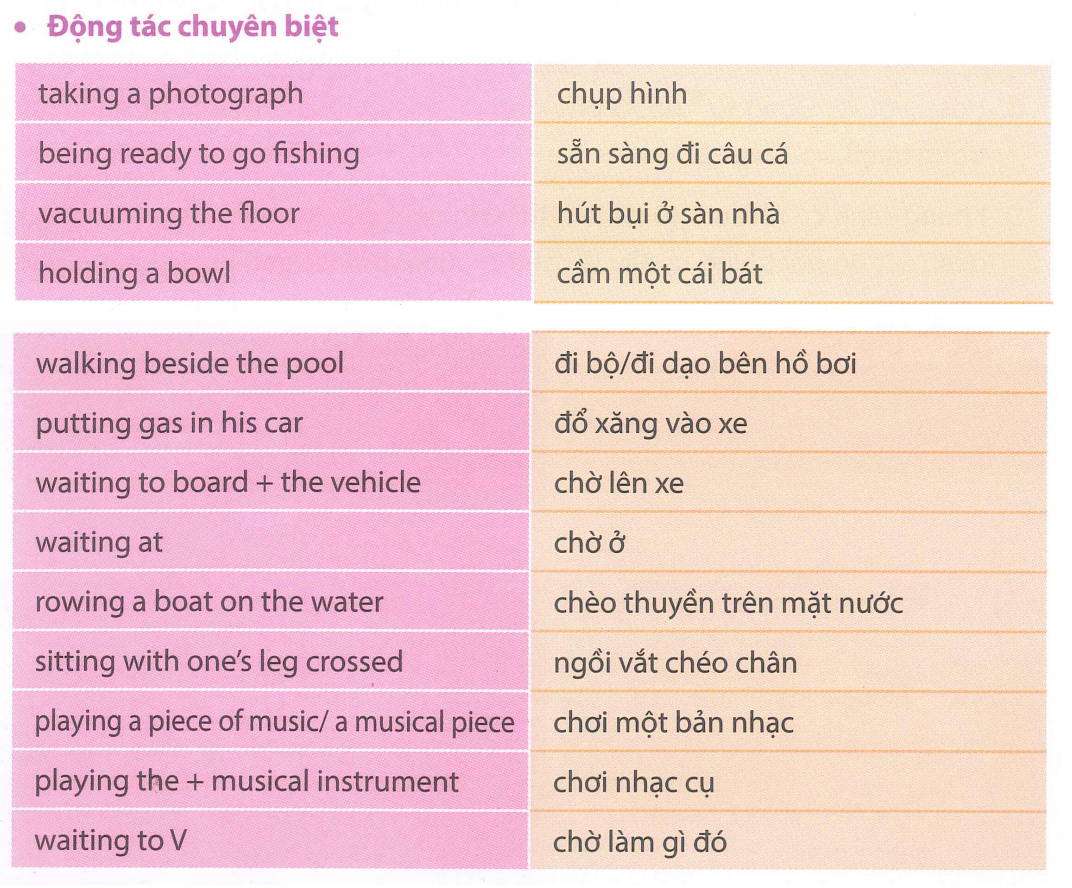 • Động tác chuyên biệt
taking a photograph chụp hình
being ready to go fishing sẵn sàng đi câu cá
vacuuming the floor hút bụi ở sàn nhà
holding a bowl cầm một cái bát
walking beside the pool đi bộ/đi dạo bên hồ bơi
putting gas in his car đổ xăng vào xe
waiting to board + the vehicle chờ lên xe
waiting at chờ ở
rowing a boat on the water chèo thuyền trên mặt nước
sitting with one's leg crossed ngồi vắt chéo chân
playing a piece of music/ a musical piece chơi một bản nhạc
playing the + musical instrument chơi nhạc cụ
waiting to V chờ làm gì đó